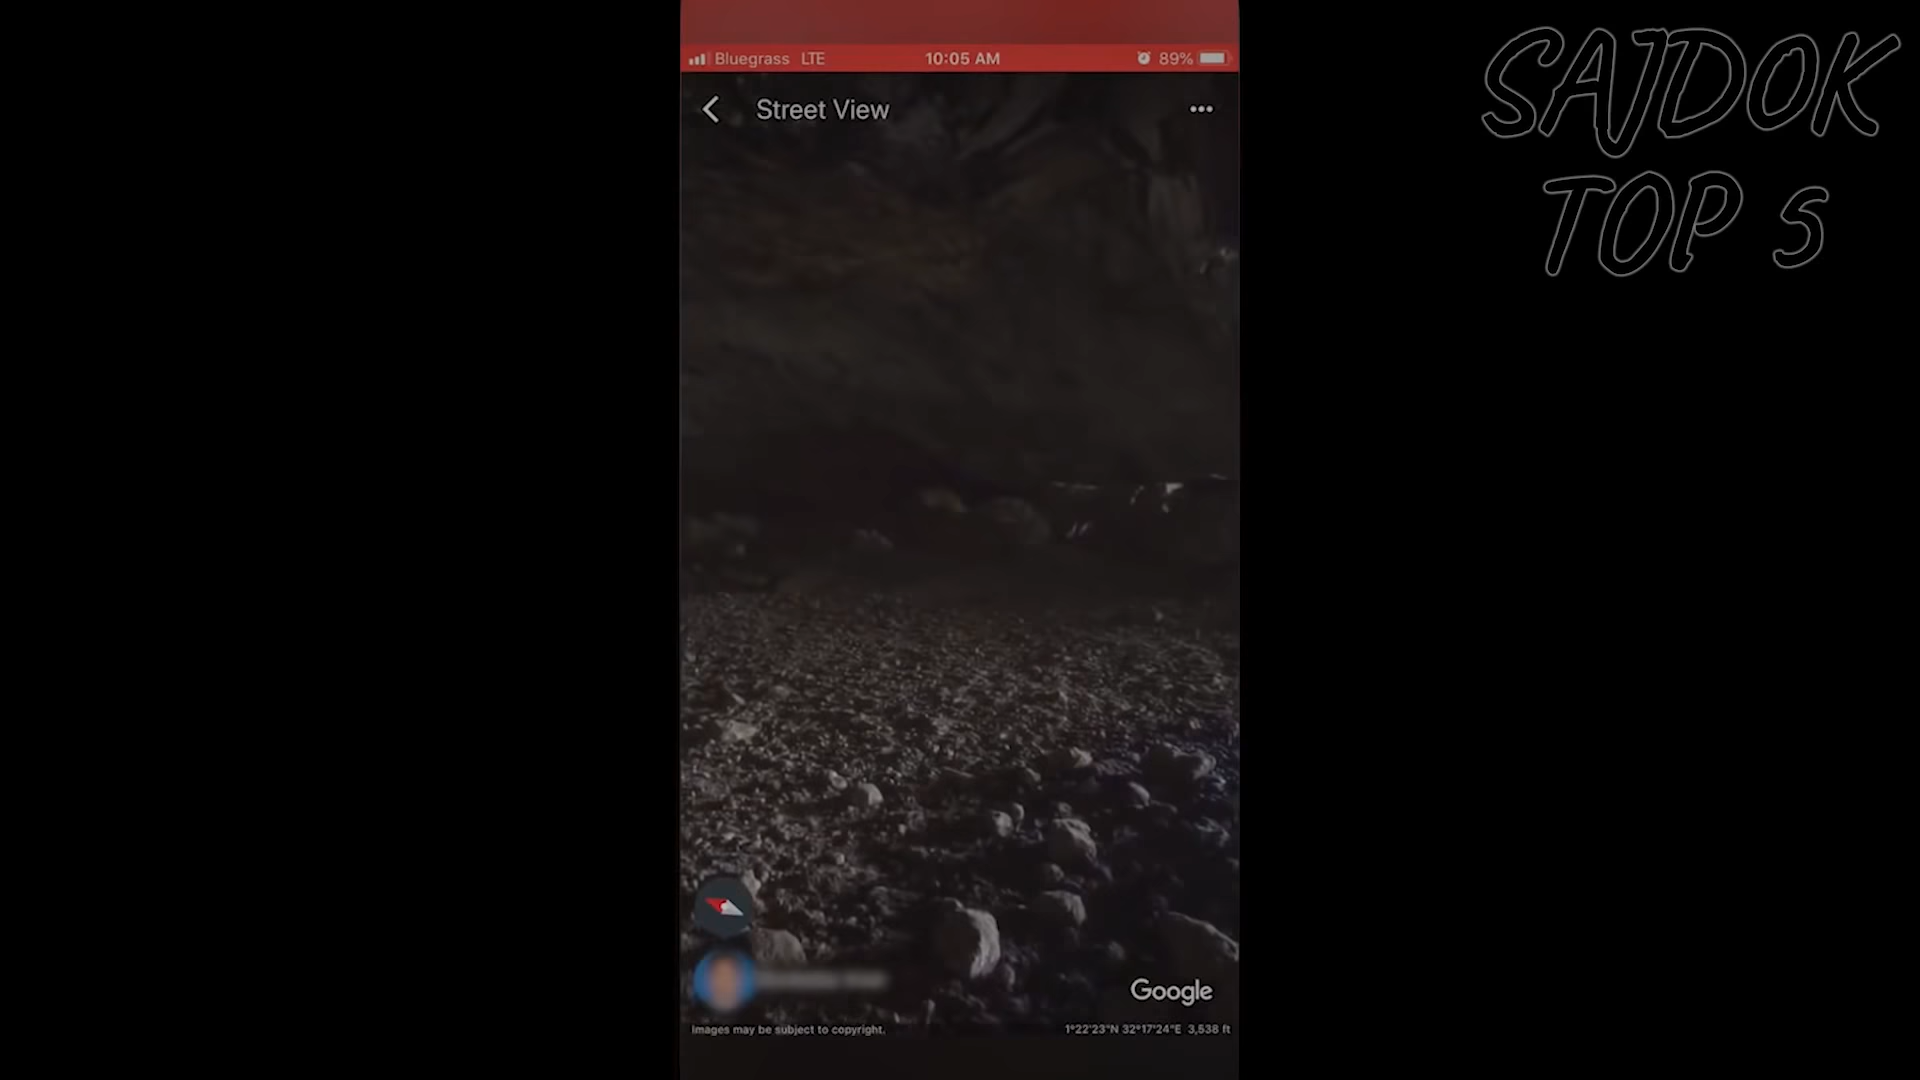 Bluegrass LTE 10:05 AM 89%
Street View
SAJDOK
TOP 5
Google
Images may be subject to copyright.
1°22'23"N 32°17'24"E 3,538 ft